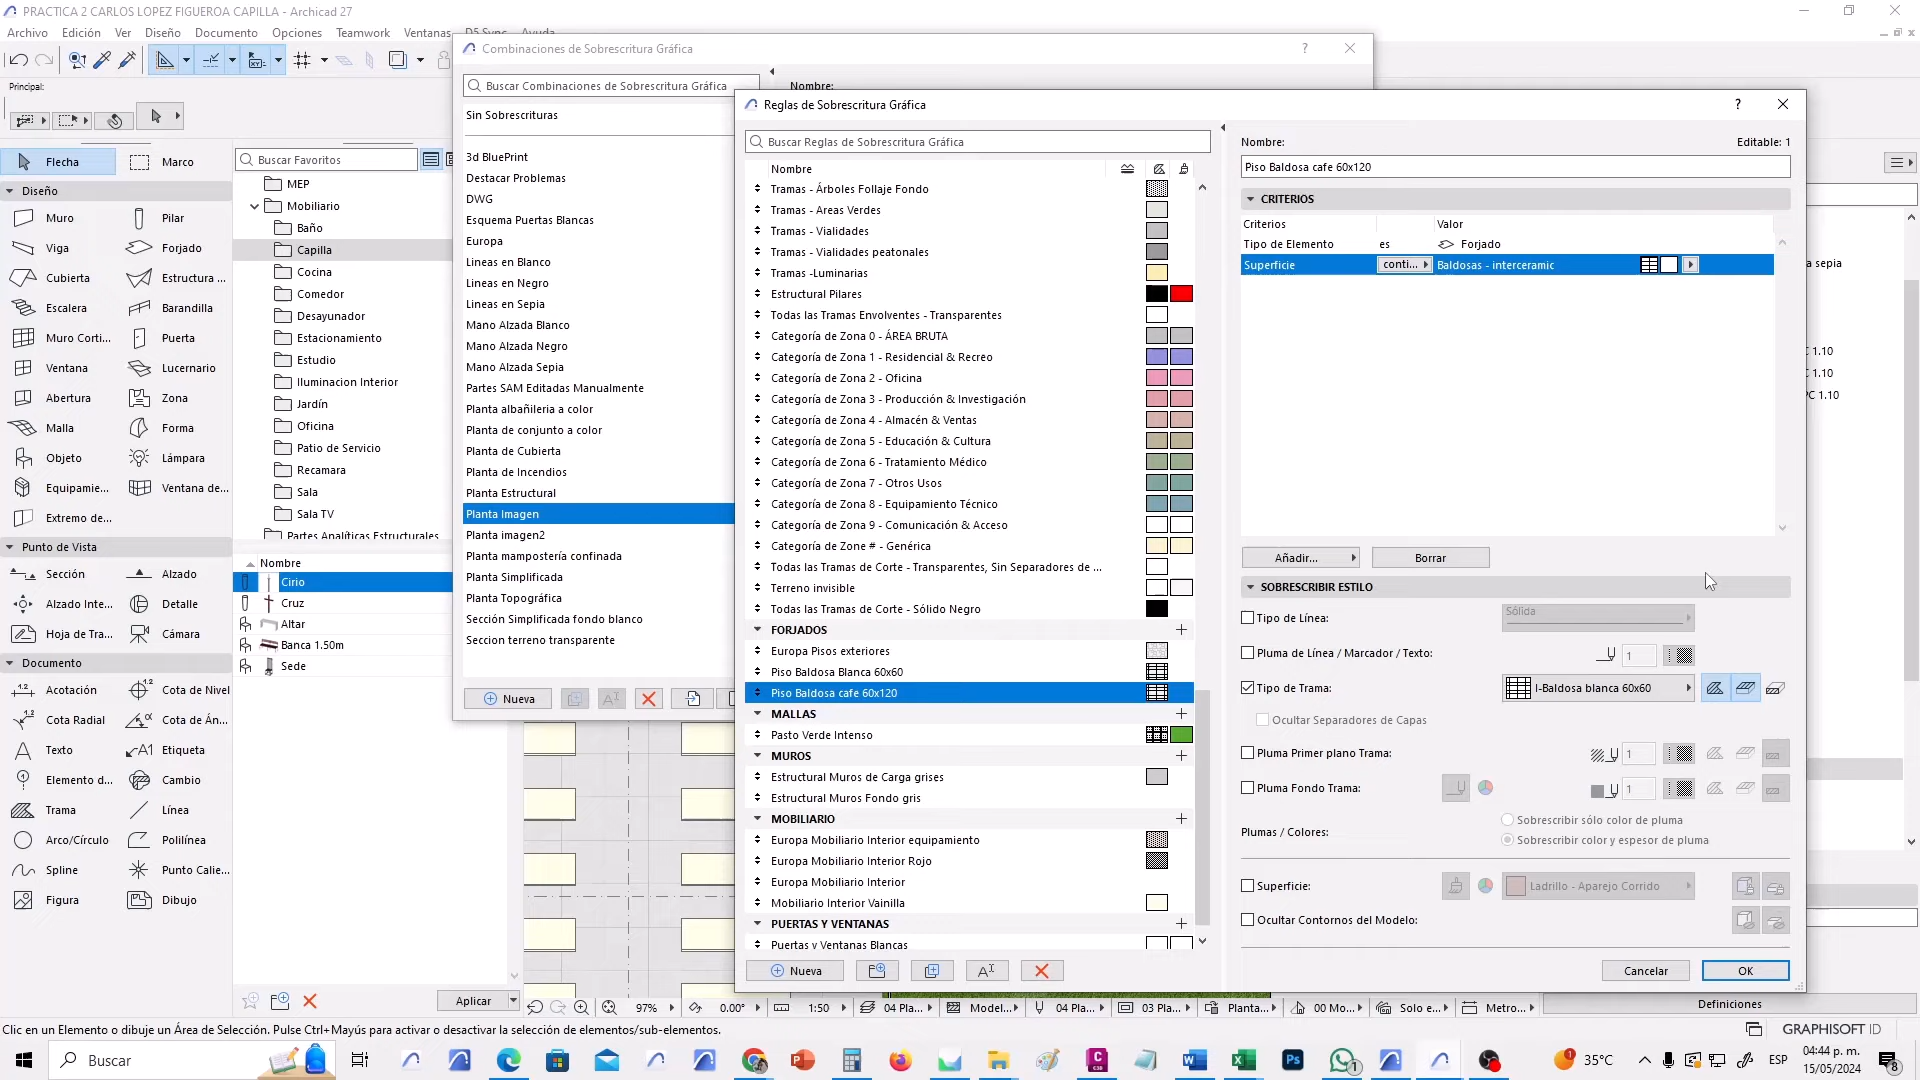 PRACTICA 2 CARLOS LOPEZ FIGUEROA CAPILLA - Archicad 27
Archivo Edición Ver Diseño Documento Opciones Teamwork Ventanas D5 Sync Ayuda
Principal:
Flecha
Marco
Diseño
Muro
Pilar
Viga
Forjado
Cubierta
Estructura ...
Escalera
Barandilla
Muro Corti...
Puerta
Ventana
Lucernario
Abertura
Zona
Malla
Forma
Objeto
Lámpara
Equipamie...
Ventana de...
Extremo de...
Punto de Vista
Sección
Alzado
Alzado Inte...
Detalle
Hoja de Tra...
Cámara
Documento
Acotación
Cota de Nivel
Cota Radial
Cota de Án...
Texto
Etiqueta
Elemento d...
Cambio
Trama
Línea
Arco/Círculo
Polilínea
Spline
Punto Calie...
Figura
Dibujo
Buscar Favoritos
MEP
Mobiliario
Baño
Capilla
Cocina
Comedor
Desayunador
Estacionamiento
Estudio
Iluminacion Interior
Jardín
Oficina
Patio de Servicio
Recamara
Sala
Sala TV
Partes Analíticas Estructurales
Nombre
Cirio
Cruz
Altar
Banca 1.50m
Sede
Aplicar
Combinaciones de Sobrescritura Gráfica
?
Buscar Combinaciones de Sobrescritura Gráfica
Nombre:
Sin Sobrescrituras
3d BluePrint
Destacar Problemas
DWG
Esquema Puertas Blancas
Europa
Lineas en Blanco
Lineas en Negro
Lineas en Sepia
Mano Alzada Blanco
Mano Alzada Negro
Mano Alzada Sepia
Partes SAM Editadas Manualmente
Planta albañileria a color
Planta de conjunto a color
Planta de Cubierta
Planta de Incendios
Planta Estructural
Planta Imagen
Planta imagen2
Planta mampostería confinada
Planta Simplificada
Planta Topográfica
Sección Simplificada fondo blanco
Seccion terreno transparente
Nueva
Reglas de Sobrescritura Gráfica
?
Buscar Reglas de Sobrescritura Gráfica
Nombre
Tramas - Árboles Follaje Fondo
Tramas - Areas Verdes
Tramas - Vialidades
Tramas - Vialidades peatonales
Tramas -Luminarias
Estructural Pilares
Todas las Tramas Envolventes - Transparentes
Categoría de Zona 0 - ÁREA BRUTA
Categoría de Zona 1 - Residencial & Recreo
Categoría de Zona 2 - Oficina
Categoría de Zona 3 - Producción & Investigación
Categoría de Zona 4 - Almacén & Ventas
Categoría de Zona 5 - Educación & Cultura
Categoría de Zona 6 - Tratamiento Médico
Categoría de Zona 7 - Otros Usos
Categoría de Zona 8 - Equipamiento Técnico
Categoría de Zona 9 - Comunicación & Acceso
Categoría de Zone # - Genérica
Todas las Tramas de Corte - Transparentes, Sin Separadores de ...
Terreno invisible
Todas las Tramas de Corte - Sólido Negro
FORJADOS
Europa Pisos exteriores
Piso Baldosa Blanca 60x60
Piso Baldosa cafe 60x120
MALLAS
Pasto Verde Intenso
MUROS
Estructural Muros de Carga grises
Estructural Muros Fondo gris
MOBILIARIO
Europa Mobiliario Interior equipamiento
Europa Mobiliario Interior Rojo
Europa Mobiliario Interior
Mobiliario Interior Vainilla
PUERTAS Y VENTANAS
Puertas y Ventanas Blancas
Nueva
Nombre: Editable: 1
Piso Baldosa cafe 60x120
CRITERIOS
Criterios Valor
Tipo de Elemento es Forjado
Superficie conti... Baldosas - interceramic
Añadir... Borrar
SOBRESCRIBIR ESTILO
Tipo de Línea: Sólida
Pluma de Línea / Marcador / Texto: 1
Tipo de Trama: I-Baldosa blanca 60x60
Ocultar Separadores de Capas
Pluma Primer plano Trama: 1
Pluma Fondo Trama: 1
Sobrescribir sólo color de pluma
Plumas / Colores:
Sobrescribir color y espesor de pluma
Superficie: Ladrillo - Aparejo Corrido
Ocultar Contornos del Modelo:
Cancelar OK
a sepia
C 1.10
C 1.10
PC 1.10
97% 0.00° 1:50 04 Pla... Model... 04 Pla... 03 Pla... Planta... 00 Mo... Solo e... Metro...
Definiciones
Clic en un Elemento o dibuje un Área de Selección. Pulse Ctrl+Mayús para activar o desactivar la selección de elementos/sub-elementos.
GRAPHISOFT ID
Buscar
35°C
ESP
04:44 p. m.
15/05/2024